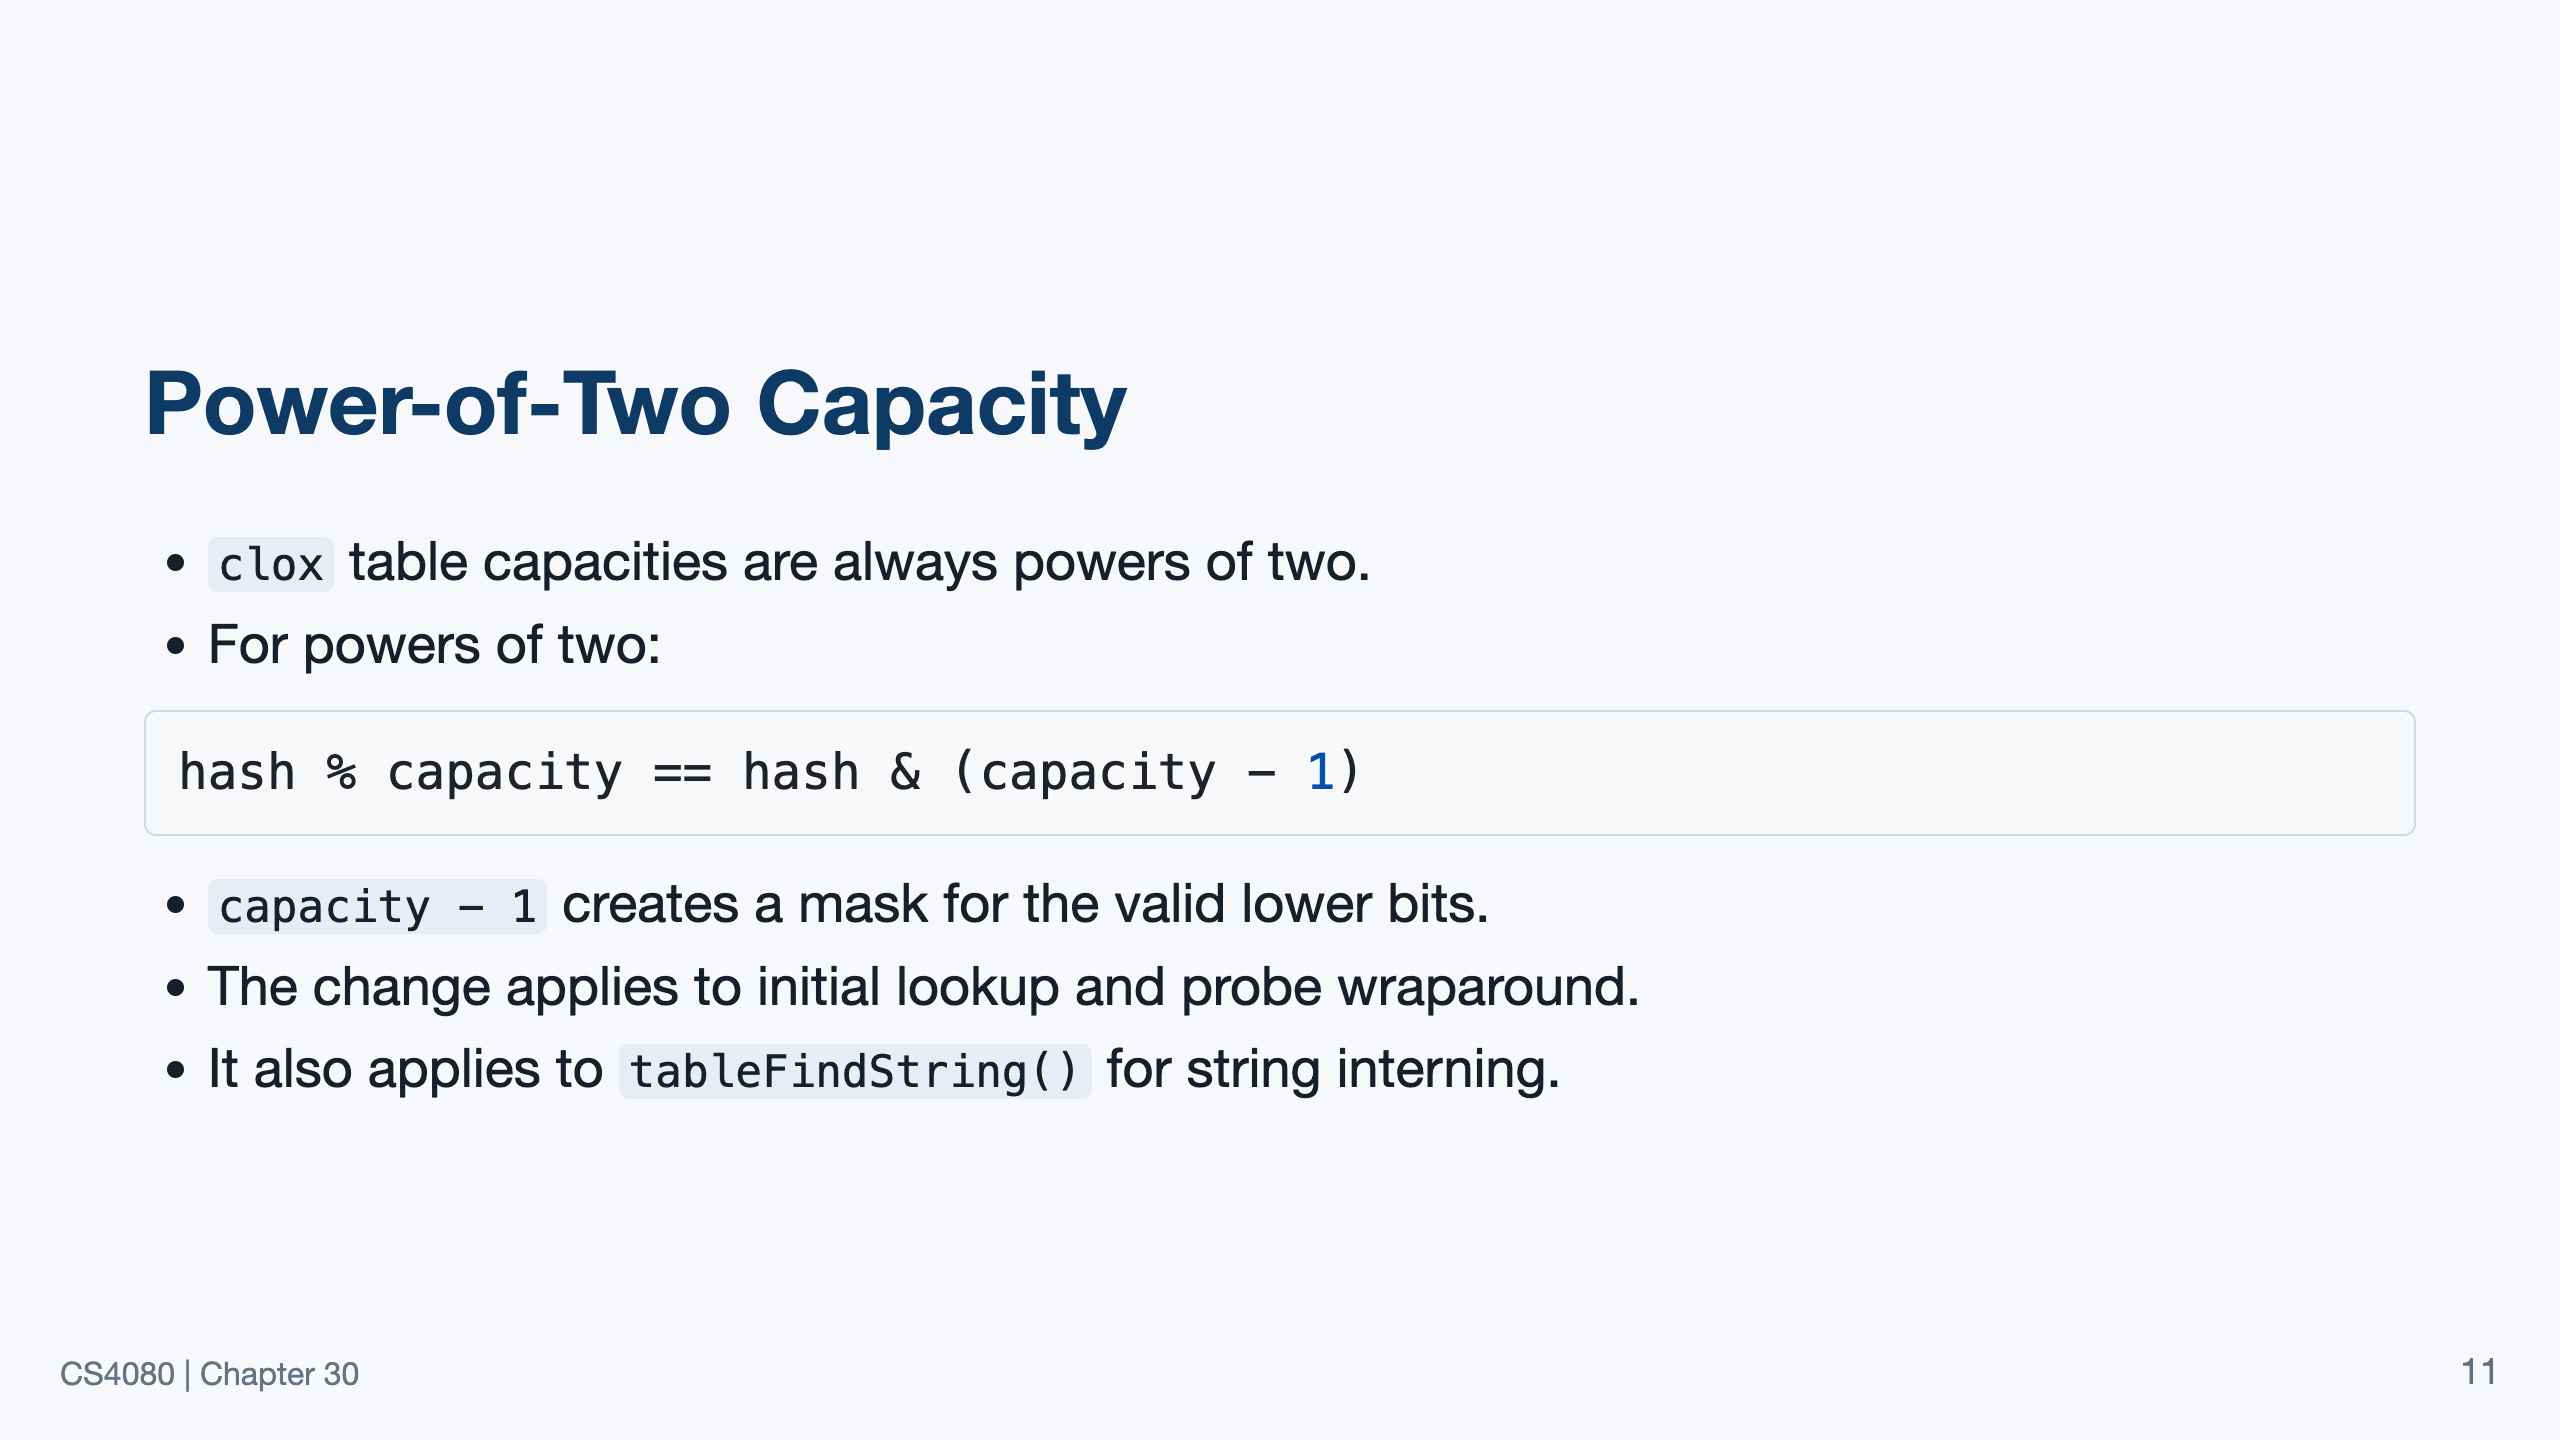 Power-of-Two Capacity
• clox table capacities are always powers of two.
• For powers of two:
hash % capacity == hash & (capacity - 1)
• capacity - 1 creates a mask for the valid lower bits.
• The change applies to initial lookup and probe wraparound.
• It also applies to tableFindString() for string interning.
CS4080 | Chapter 30
11